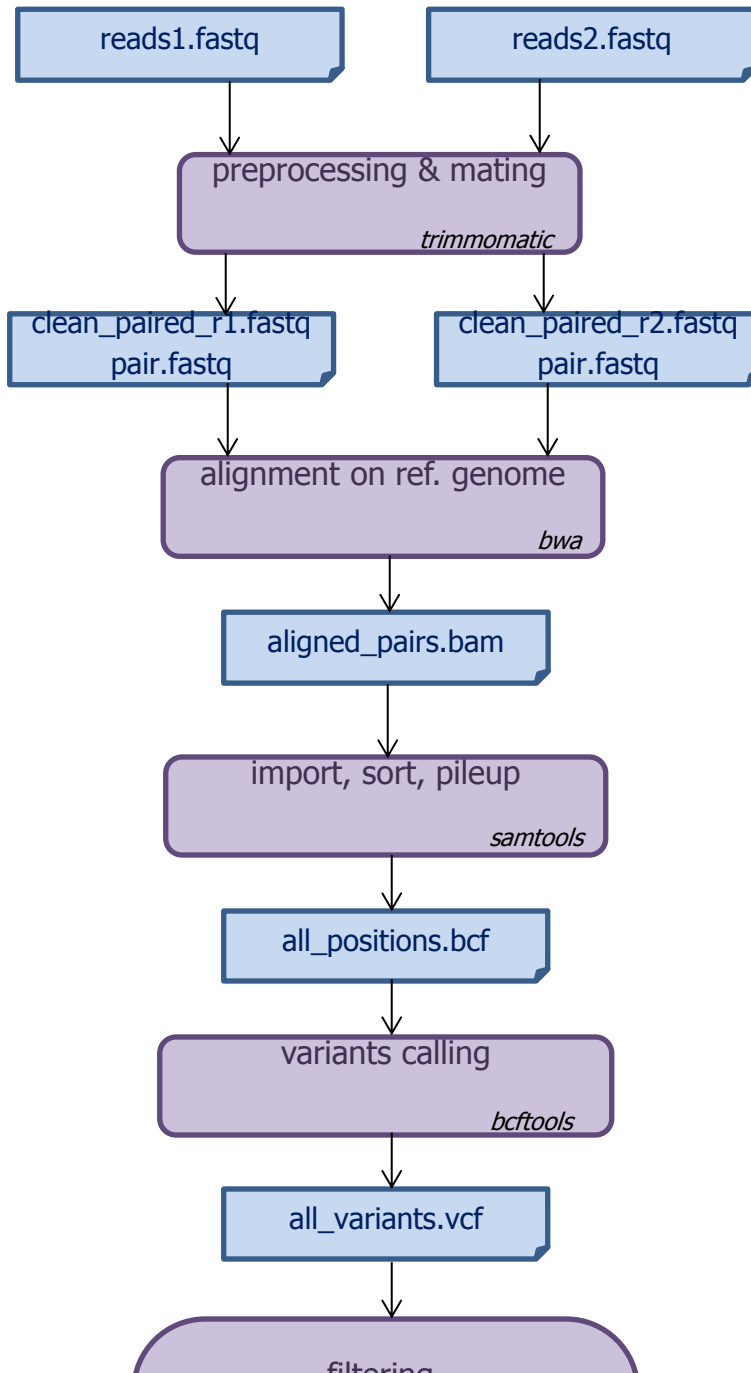 reads1.fastq
reads2.fastq
preprocessing & mating
trimmomatic
clean_paired_r1.fastq
pair.fastq
clean_paired_r2.fastq
pair.fastq
alignment on ref. genome
bwa
aligned_pairs.bam
import, sort, pileup
samtools
all_positions.bcf
variants calling
bcftools
all_variants.vcf
filtering